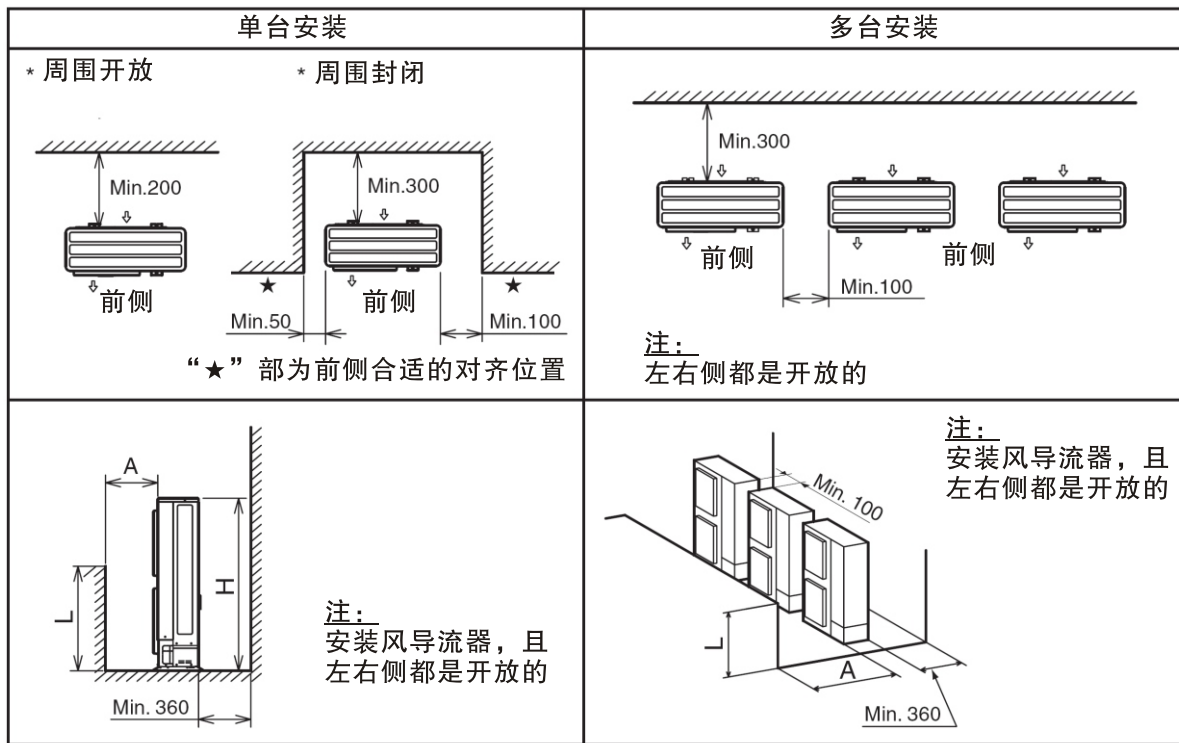 单台安装
多台安装
* 周围开放
* 周围封闭
Min.200
前侧
Min.300
★
★
前侧
Min.50
Min.100
“★”部为前侧合适的对齐位置
Min.300
前侧
前侧
Min.100
注：
左右侧都是开放的
A
H
L
Min. 360
注：
安装风导流器，且
左右侧都是开放的
Min. 100
L
A
Min. 360
注：
安装风导流器，且
左右侧都是开放的